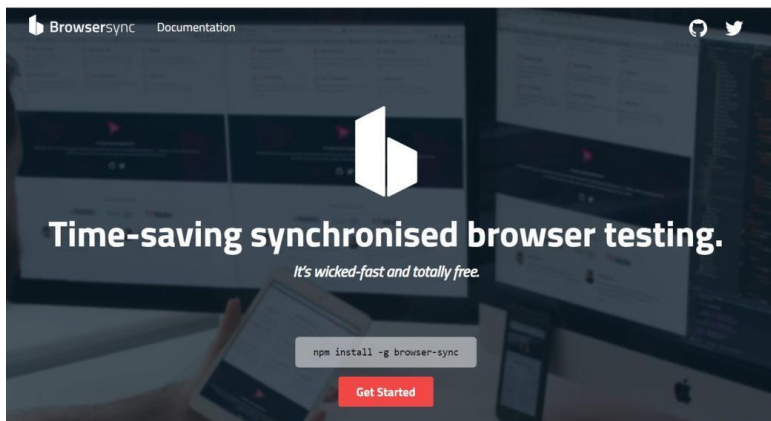 Browsersync Documentation
Time-saving synchronised browser testing.
It's wicked-fast and totally free.
npm install -g browser-sync
Get Started